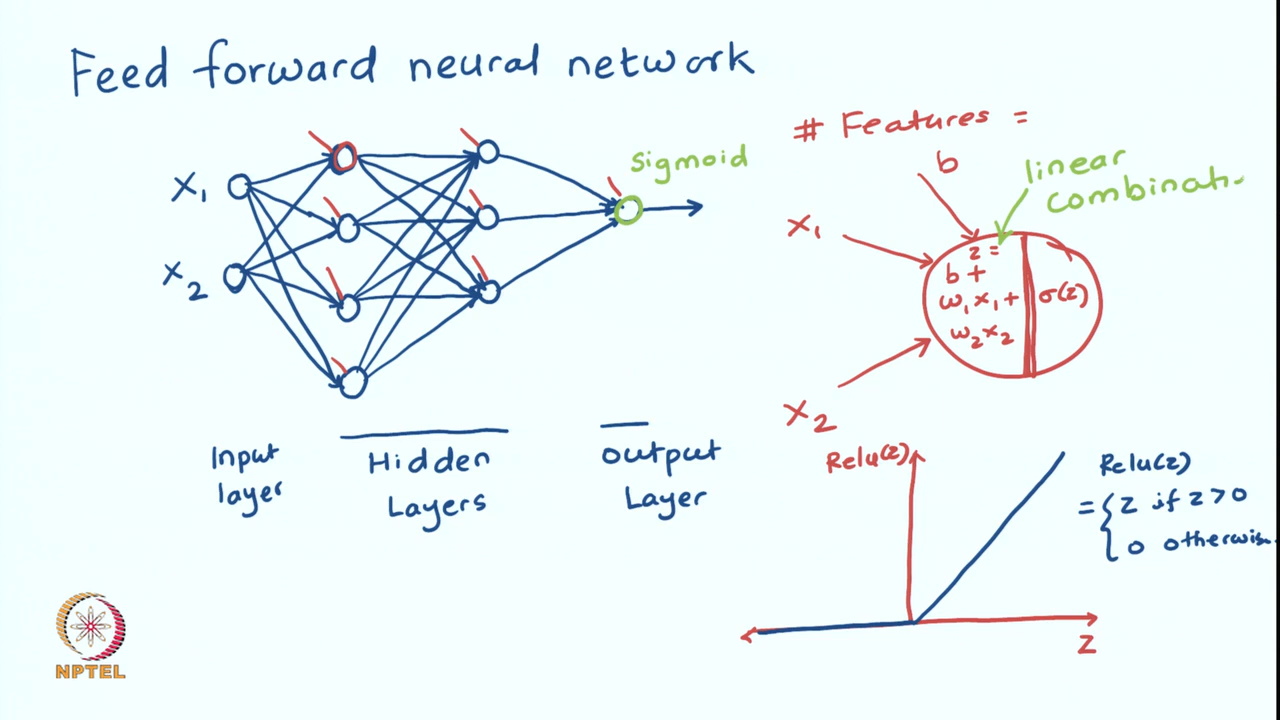 Feed forward neural network
# Features =
Sigmoid
b
linear
combinati
X1
X2
X1
z =
b +
w1x1 +
w2x2
σ(z)
X2
Input
layer
Hidden
Layers
Output
Layer
Relu(z)
Relu(z)
= { z if z > 0
0 otherwis
Z
NPTEL